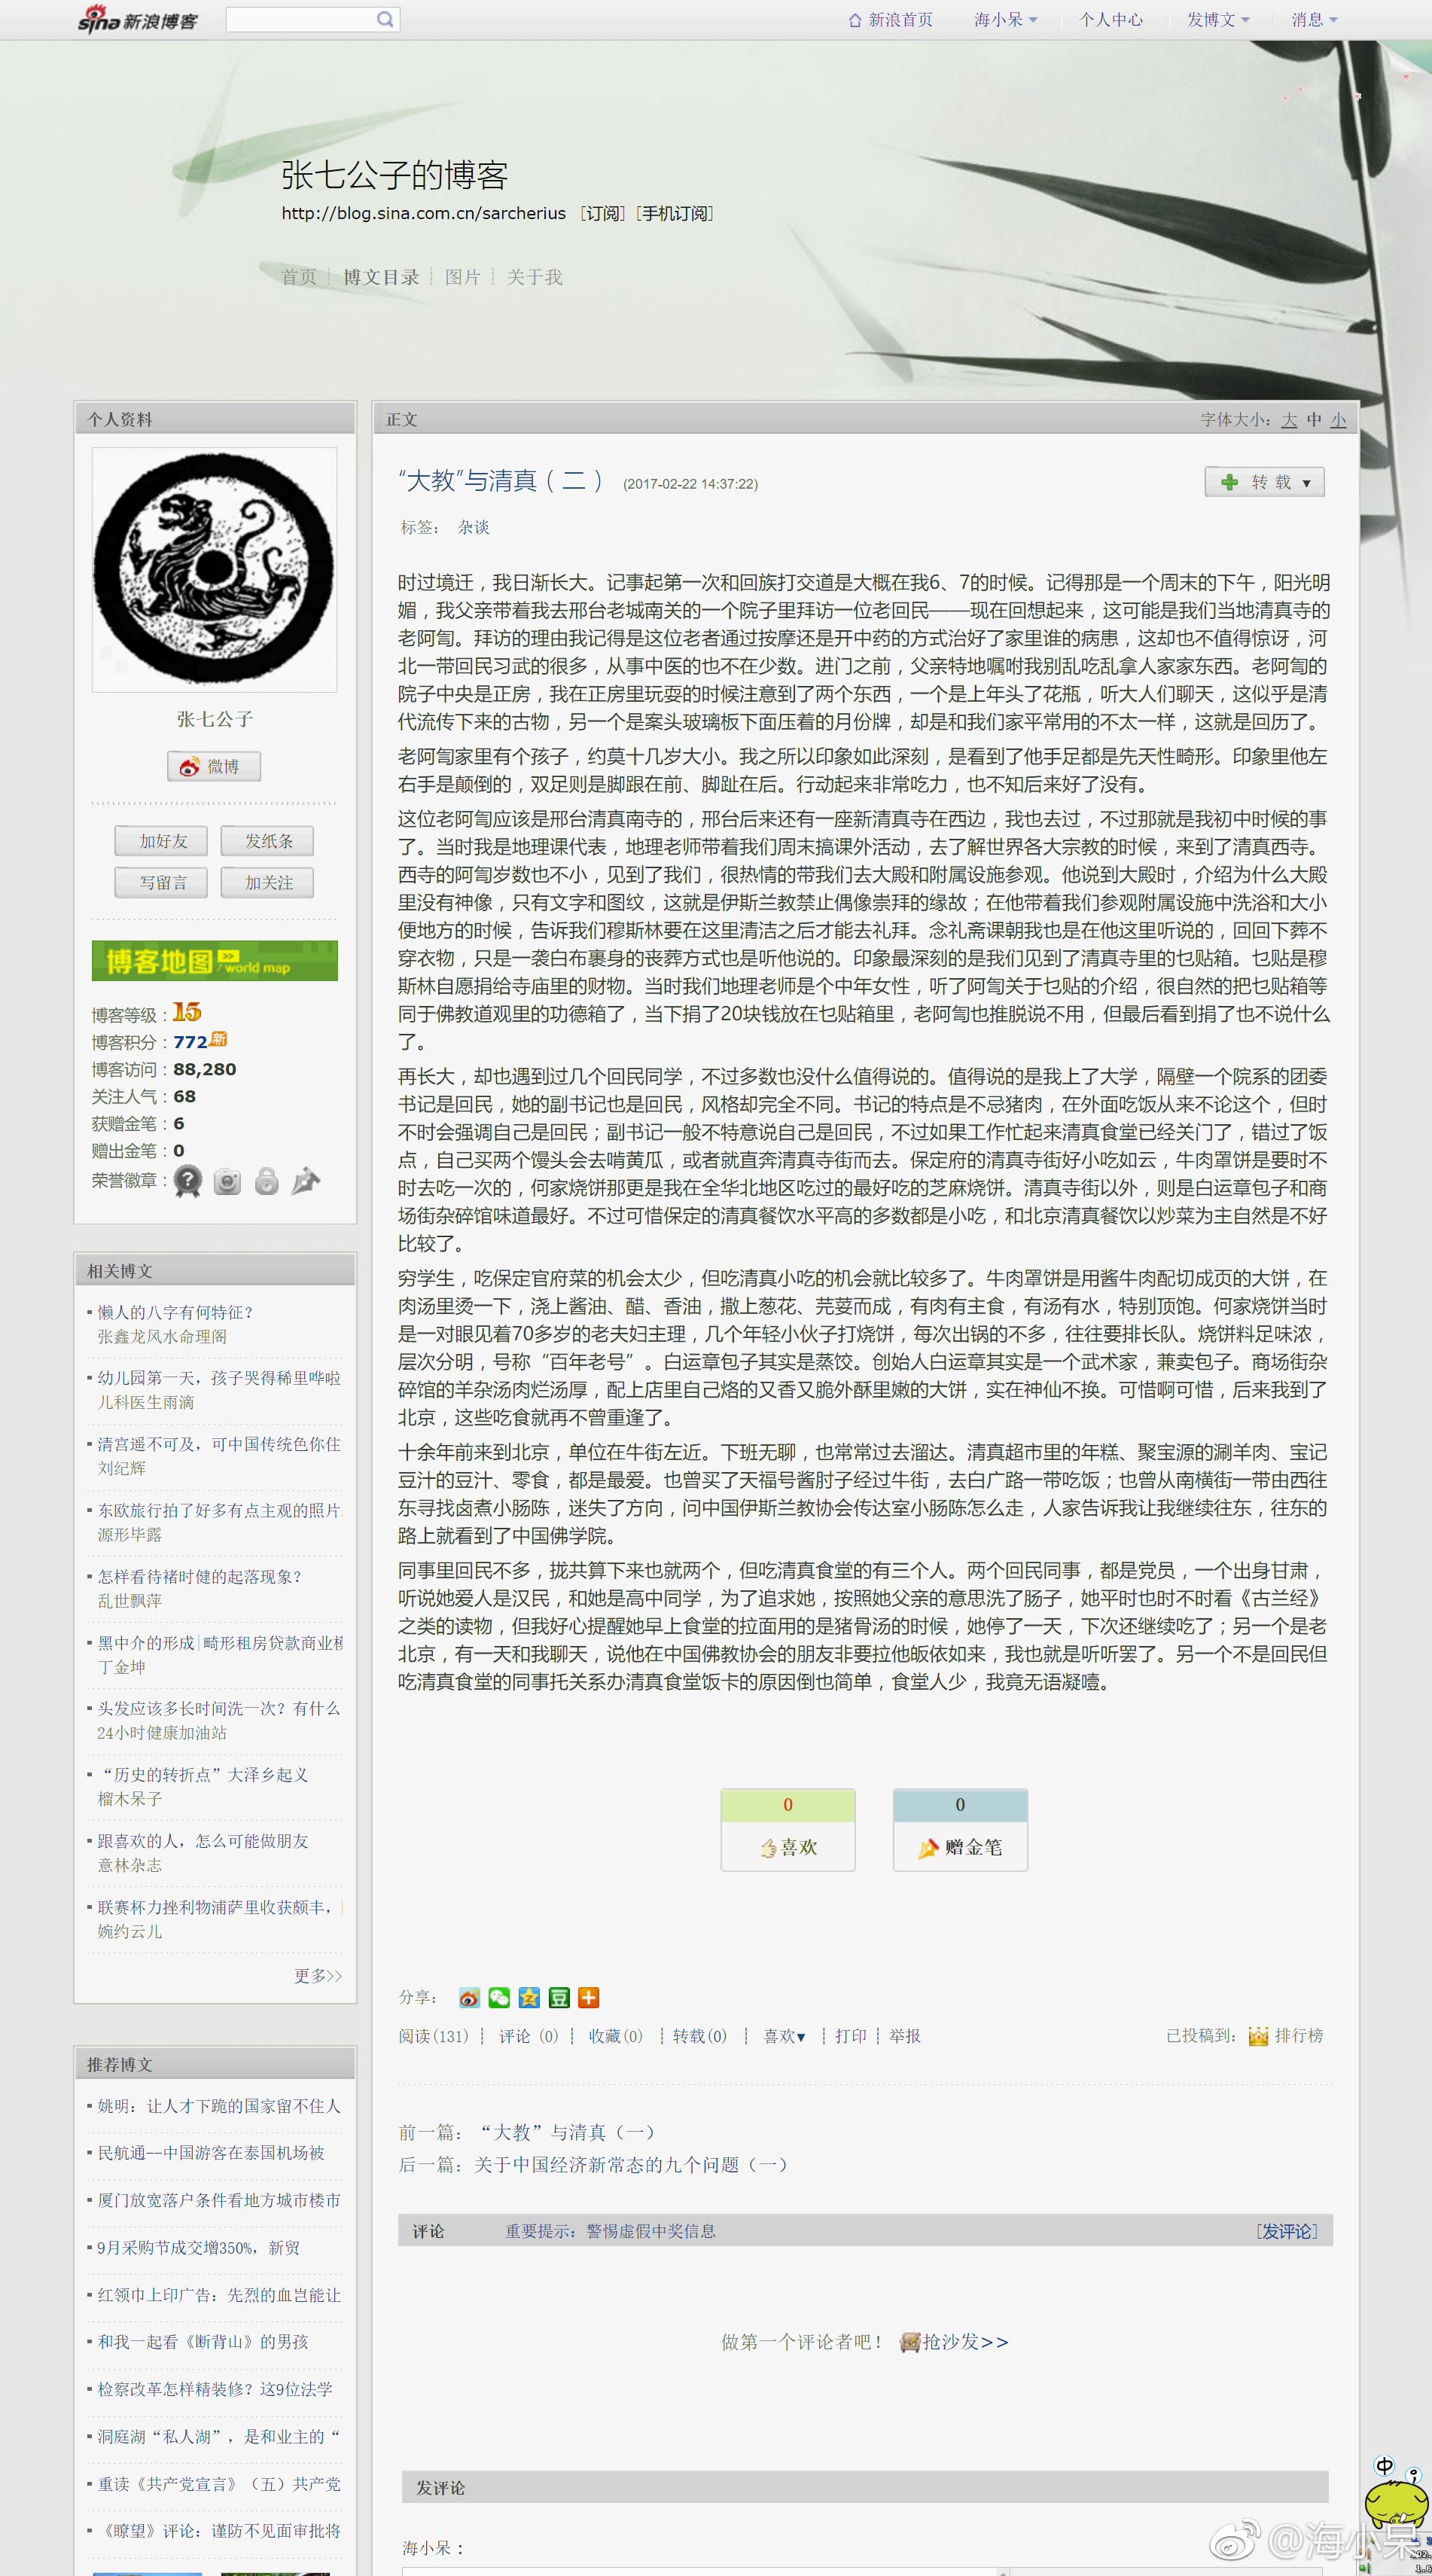 sina新浪博客
新浪首页 海小呆 个人中心 发博文 消息
张七公子的博客
http://blog.sina.com.cn/sarcherius [订阅] [手机订阅]
首页 博文目录 图片 关于我
个人资料
张七公子
微博
加好友 发纸条
写留言 加关注
博客地图 /world map
博客等级：15
博客积分：772新
博客访问：88,280
关注人气：68
获赠金笔：6
赠出金笔：0
荣誉徽章：
相关博文
懒人的八字有何特征？
张鑫龙风水命理阁
幼儿园第一天，孩子哭得稀里哗啦
儿科医生雨滴
清宫遥不可及，可中国传统色你住
刘纪辉
东欧旅行拍了好多有点主观的照片
源形毕露
怎样看待褚时健的起落现象？
乱世飘萍
黑中介的形成|畸形租房贷款商业模
丁金坤
头发应该多长时间洗一次？有什么
24小时健康加油站
“历史的转折点”大泽乡起义
榴木呆子
跟喜欢的人，怎么可能做朋友
意林杂志
联赛杯力挫利物浦萨里收获颇丰，
婉约云儿
更多>>
推荐博文
姚明：让人才下跪的国家留不住人
民航通--中国游客在泰国机场被
厦门放宽落户条件看地方城市楼市
9月采购节成交增350%，新贸
红领巾上印广告：先烈的血岂能让
和我一起看《断背山》的男孩
检察改革怎样精装修？这9位法学
洞庭湖“私人湖”，是和业主的“
重读《共产党宣言》（五）共产党
《瞭望》评论：谨防不见面审批将
正文 字体大小：大 中 小
“大教”与清真（二） (2017-02-22 14:37:22)
转载▼
标签： 杂谈
时过境迁，我日渐长大。记事起第一次和回族打交道是大概在我6、7的时候。记得那是一个周末的下午，阳光明
媚，我父亲带着我去邢台老城南关的一个院子里拜访一位老回民——现在回想起来，这可能是我们当地清真寺的
老阿訇。拜访的理由我记得是这位老者通过按摩还是开中药的方式治好了家里谁的病患，这却也不值得惊讶，河
北一带回民习武的很多，从事中医的也不在少数。进门之前，父亲特地嘱咐我别乱吃乱拿人家家东西。老阿訇的
院子中央是正房，我在正房里玩耍的时候注意到了两个东西，一个是上年头了花瓶，听大人们聊天，这似乎是清
代流传下来的古物，另一个是案头玻璃板下面压着的月份牌，却是和我们家平常用的不太一样，这就是回历了。
老阿訇家里有个孩子，约莫十几岁大小。我之所以印象如此深刻，是看到了他手足都是先天性畸形。印象里他左
右手是颠倒的，双足则是脚跟在前、脚趾在后。行动起来非常吃力，也不知后来好了没有。
这位老阿訇应该是邢台清真南寺的，邢台后来还有一座新清真寺在西边，我也去过，不过那就是我初中时候的事
了。当时我是地理课代表，地理老师带着我们周末搞课外活动，去了解世界各大宗教的时候，来到了清真西寺。
西寺的阿訇岁数也不小，见到了我们，很热情的带我们去大殿和附属设施参观。他说到大殿时，介绍为什么大殿
里没有神像，只有文字和图纹，这就是伊斯兰教禁止偶像崇拜的缘故；在他带着我们参观附属设施中洗浴和大小
便地方的时候，告诉我们穆斯林要在这里清洁之后才能去礼拜。念礼斋课朝我也是在他这里听说的，回回下葬不
穿衣物，只是一袭白布裹身的丧葬方式也是听他说的。印象最深刻的是我们见到了清真寺里的乜贴箱。乜贴是穆
斯林自愿捐给寺庙里的财物。当时我们地理老师是个中年女性，听了阿訇关于乜贴的介绍，很自然的把乜贴箱等
同于佛教道观里的功德箱了，当下捐了20块钱放在乜贴箱里，老阿訇也推脱说不用，但最后看到捐了也不说什么
了。
再长大，却也遇到过几个回民同学，不过多数也没什么值得说的。值得说的是我上了大学，隔壁一个院系的团委
书记是回民，她的副书记也是回民，风格却完全不同。书记的特点是不忌猪肉，在外面吃饭从来不论这个，但时
不时会强调自己是回民；副书记一般不特意说自己是回民，不过如果工作忙起来清真食堂已经关门了，错过了饭
点，自己买两个馒头会去啃黄瓜，或者就直奔清真寺街而去。保定府的清真寺街好小吃如云，牛肉罩饼是要时不
时去吃一次的，何家烧饼那更是我在全华北地区吃过的最好吃的芝麻烧饼。清真寺街以外，则是白运章包子和商
场街杂碎馆味道最好。不过可惜保定的清真餐饮水平高的多数都是小吃，和北京清真餐饮以炒菜为主自然是不好
比较了。
穷学生，吃保定官府菜的机会太少，但吃清真小吃的机会就比较多了。牛肉罩饼是用酱牛肉配切成页的大饼，在
肉汤里烫一下，浇上酱油、醋、香油，撒上葱花、芫荽而成，有肉有主食，有汤有水，特别顶饱。何家烧饼当时
是一对眼见着70多岁的老夫妇主理，几个年轻小伙子打烧饼，每次出锅的不多，往往要排长队。烧饼料足味浓，
层次分明，号称“百年老号”。白运章包子其实是蒸饺。创始人白运章其实是一个武术家，兼卖包子。商场街杂
碎馆的羊杂汤肉烂汤厚，配上店里自己烙的又香又脆外酥里嫩的大饼，实在神仙不换。可惜啊可惜，后来我到了
北京，这些吃食就再不曾重逢了。
十余年前来到北京，单位在牛街左近。下班无聊，也常常过去溜达。清真超市里的年糕、聚宝源的涮羊肉、宝记
豆汁的豆汁、零食，都是最爱。也曾买了天福号酱肘子经过牛街，去白广路一带吃饭；也曾从南横街一带由西往
东寻找卤煮小肠陈，迷失了方向，问中国伊斯兰教协会传达室小肠陈怎么走，人家告诉我让我继续往东，往东的
路上就看到了中国佛学院。
同事里回民不多，拢共算下来也就两个，但吃清真食堂的有三个人。两个回民同事，都是党员，一个出身甘肃，
听说她爱人是汉民，和她是高中同学，为了追求她，按照她父亲的意思洗了肠子，她平时也时不时看《古兰经》
之类的读物，但我好心提醒她早上食堂的拉面用的是猪骨汤的时候，她停了一天，下次还继续吃了；另一个是老
北京，有一天和我聊天，说他在中国佛教协会的朋友非要拉他皈依如来，我也就是听听罢了。另一个不是回民但
吃清真食堂的同事托关系办清真食堂饭卡的原因倒也简单，食堂人少，我竟无语凝噎。
0 0
喜欢 赠金笔
分享：
阅读(131) 评论 (0) 收藏(0) 转载(0) 喜欢▼ 打印 举报 已投稿到： 排行榜
前一篇：“大教”与清真（一）
后一篇：关于中国经济新常态的九个问题（一）
评论 重要提示：警惕虚假中奖信息 [发评论]
做第一个评论者吧！ 抢沙发>>
发评论
海小呆：
中
@海小呆